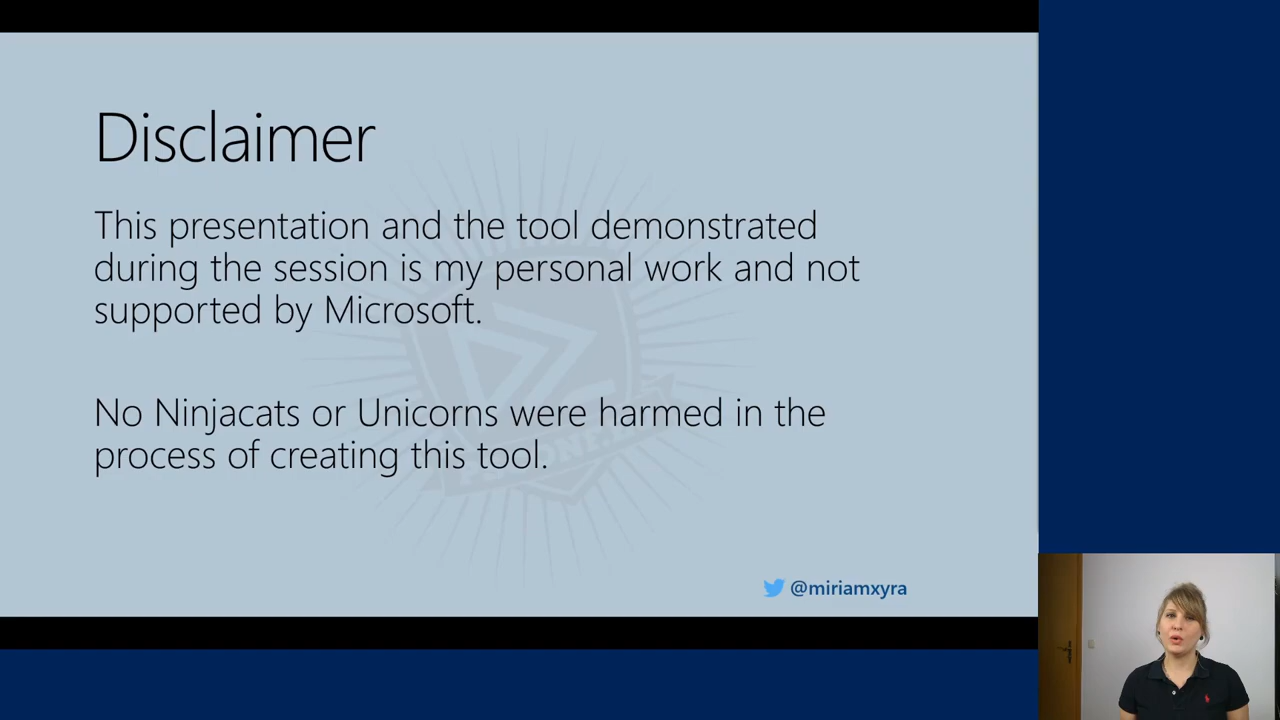 Disclaimer
This presentation and the tool demonstrated
during the session is my personal work and not
supported by Microsoft.
No Ninjacats or Unicorns were harmed in the
process of creating this tool.
@miriamxyra